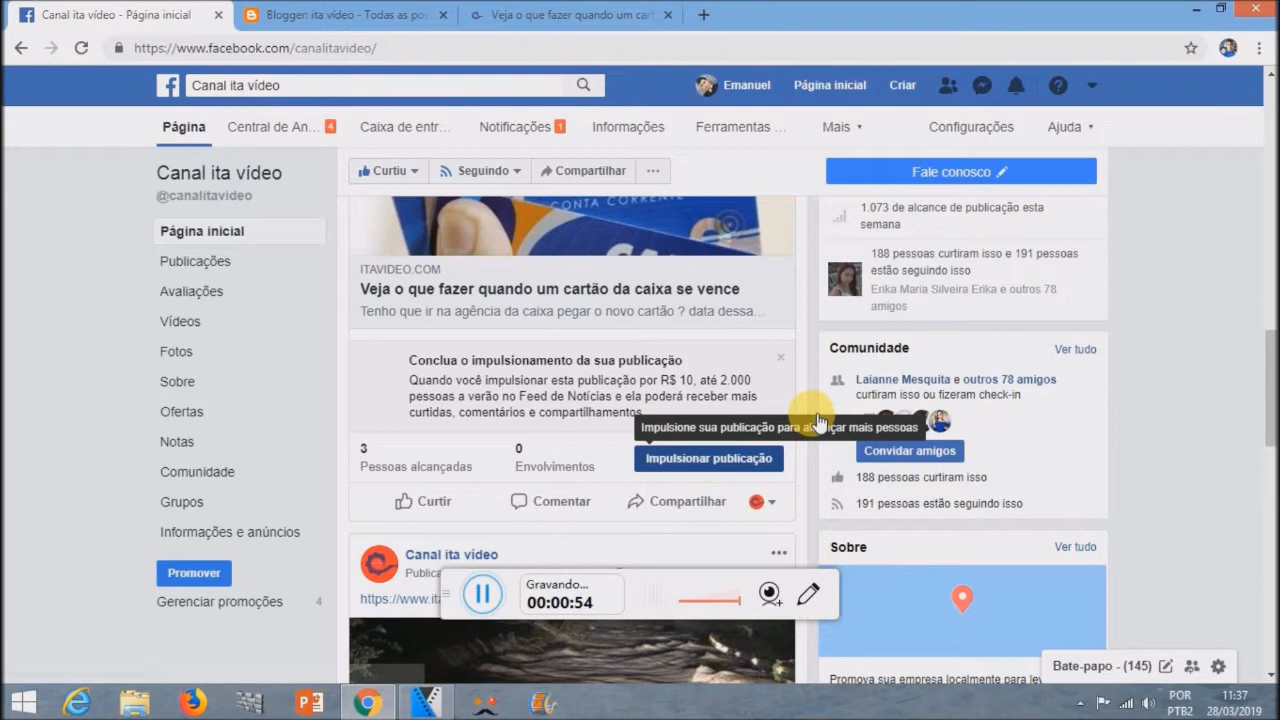 Canal ita vídeo - Página inicial
Blogger: ita vídeo - Todas as pos
Veja o que fazer quando um cart
https://www.facebook.com/canalitavideo/
Canal ita vídeo
Emanuel
Página inicial
Criar
Página
Central de An... 4
Caixa de entr...
Notificações 1
Informações
Ferramentas ...
Mais
Configurações
Ajuda
Canal ita vídeo
@canalitavideo
Página inicial
Publicações
Avaliações
Vídeos
Fotos
Sobre
Ofertas
Notas
Comunidade
Grupos
Informações e anúncios
Promover
Gerenciar promoções 4
Curtiu
Seguindo
Compartilhar
...
Fale conosco
CONTA CORRENTE
ITAVIDEO.COM
Veja o que fazer quando um cartão da caixa se vence
Tenho que ir na agência da caixa pegar o novo cartão ? data dessa...
Conclua o impulsionamento da sua publicação
Quando você impulsionar esta publicação por R$ 10, até 2.000
pessoas a verão no Feed de Notícias e ela poderá receber mais
curtidas, comentários e compartilhamentos.
Impulsione sua publicação para alcançar mais pessoas
3
Pessoas alcançadas
0
Envolvimentos
Impulsionar publicação
Curtir
Comentar
Compartilhar
Canal ita vídeo
Publica
https://www.ita
Gravando...
00:00:54
1.073 de alcance de publicação esta
semana
188 pessoas curtiram isso e 191 pessoas
estão seguindo isso
Erika Maria Silveira Erika e outros 78
amigos
Comunidade
Ver tudo
Laianne Mesquita e outros 78 amigos
curtiram isso ou fizeram check-in
Convidar amigos
188 pessoas curtiram isso
191 pessoas estão seguindo isso
Sobre
Ver tudo
Promova sua empresa localmente para lev
Bate-papo - (145)
POR
PTB2
11:37
28/03/2019